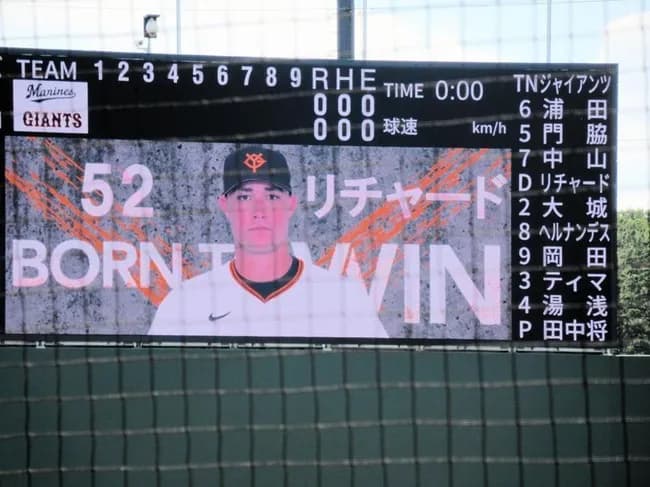 TEAM 1 2 3 4 5 6 7 8 9 R H E TIME 0:00
Marines 0 0 0
GIANTS 0 0 0 球速 km/h
52 リチャード
BORN T WIN
TNジャイアンツ
6 浦田
5 門脇
7 中山
D リチャード
2 大城
8 ヘルナンデス
9 岡田
3 ティマ
4 湯浅
P 田中将